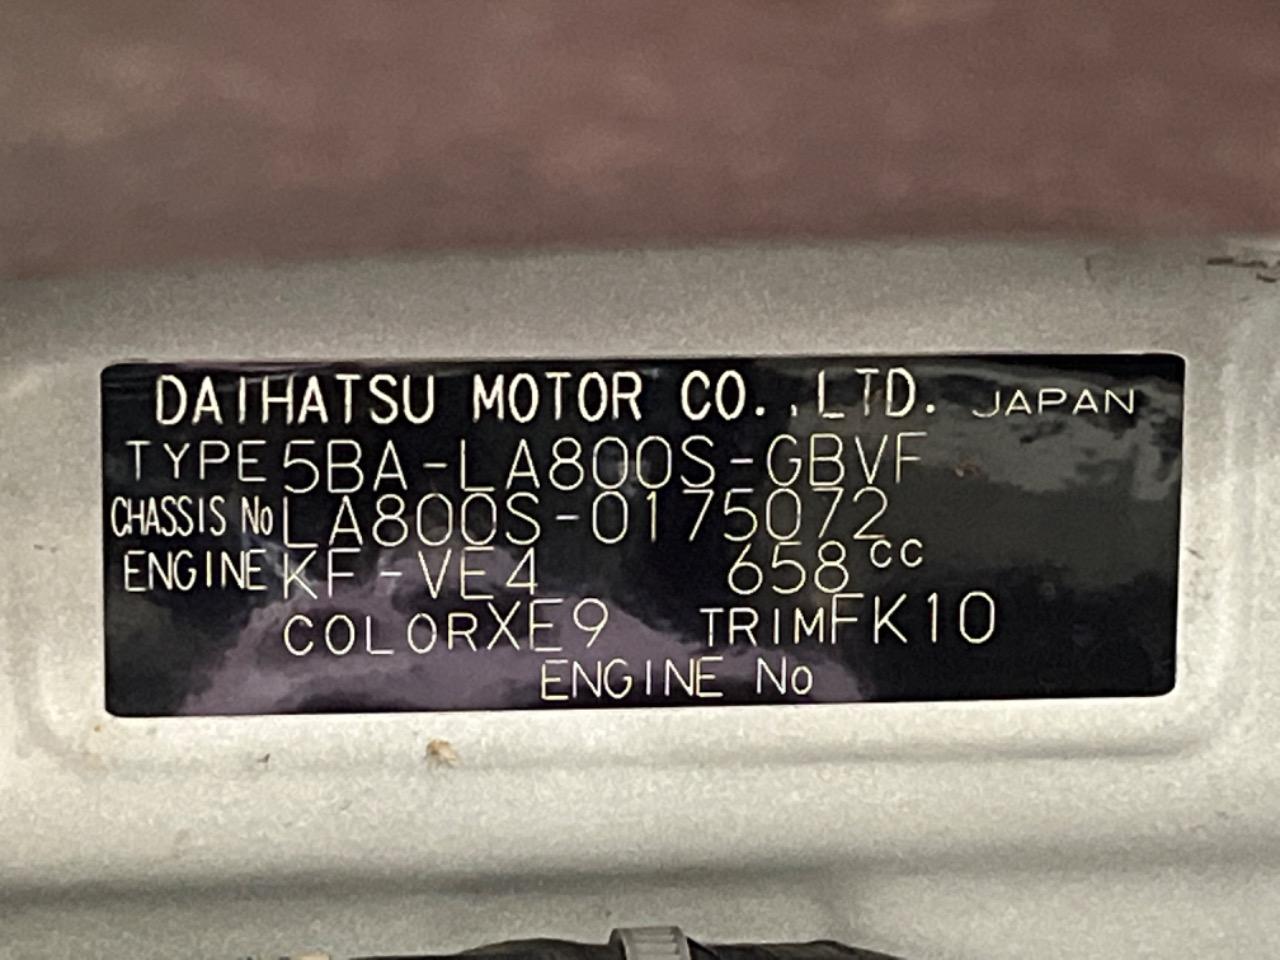 DAIHATSU MOTOR CO.,LTD. JAPAN
TYPE 5BA-LA800S-GBVF
CHASSIS No LA800S-0175072
ENGINE KF-VE4 658cc
COLOR XE9 TRIM FK10
ENGINE No